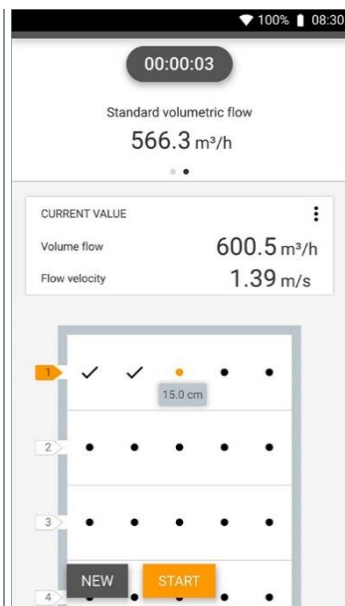 100% 08:30
00:00:03
Standard volumetric flow
566.3 m³/h
CURRENT VALUE
Volume flow 600.5 m³/h
Flow velocity 1.39 m/s
1
15.0 cm
2
3
4
NEW START